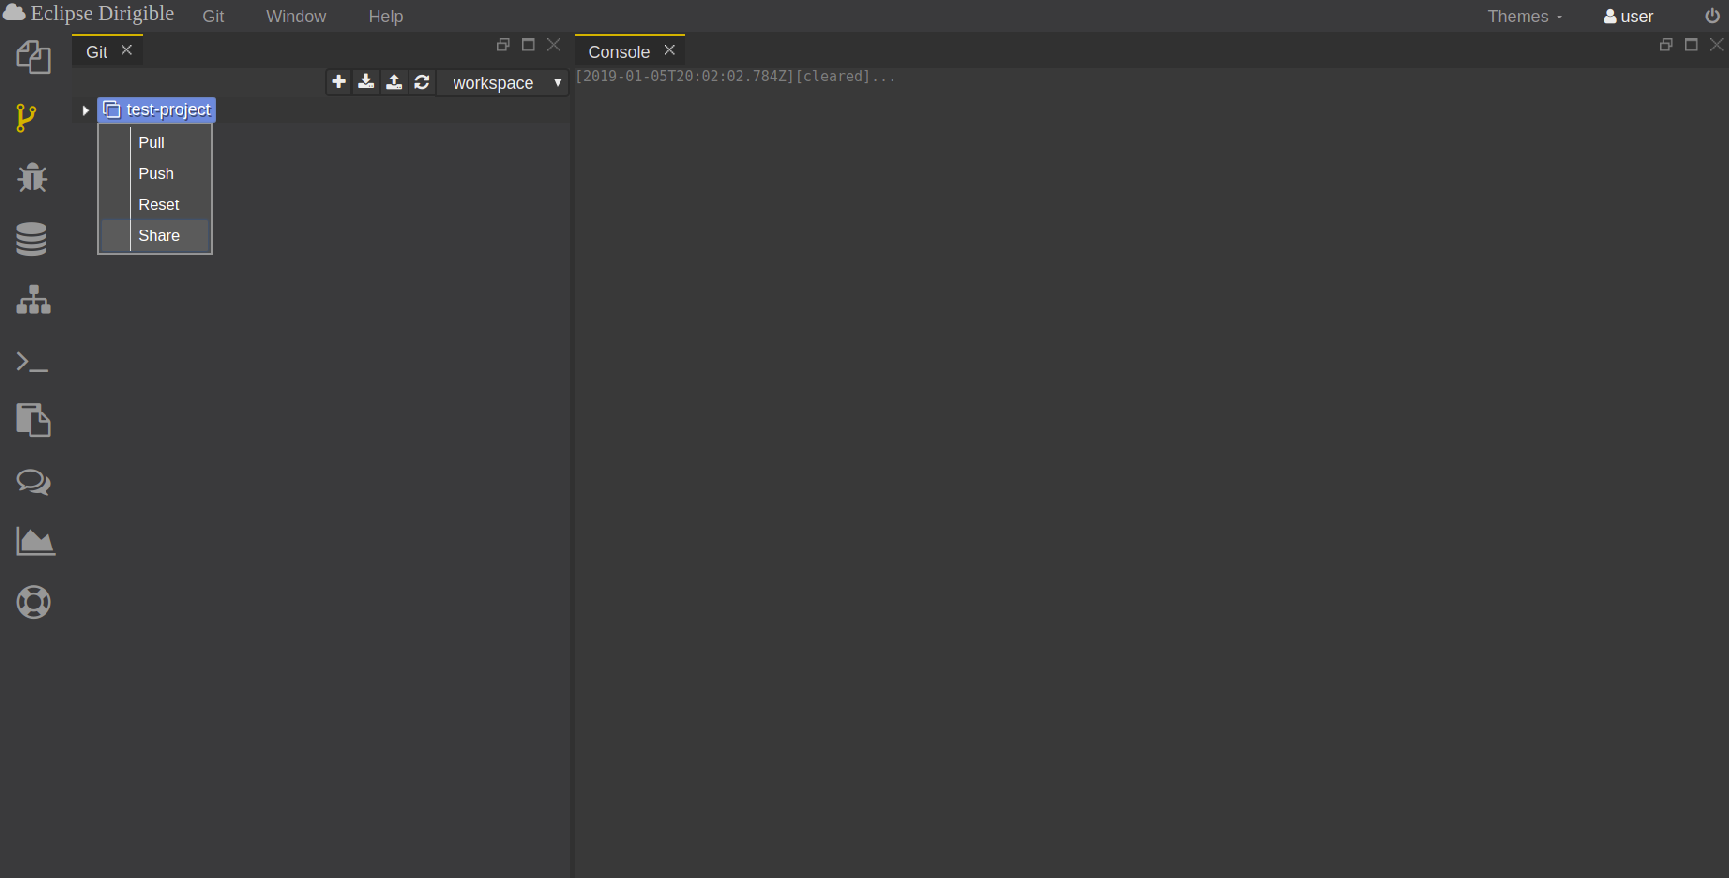 Eclipse Dirigible Git Window Help Themes user
Git
Console
workspace
[2019-01-05T20:02:02.784Z][cleared]...
test-project
Pull
Push
Reset
Share